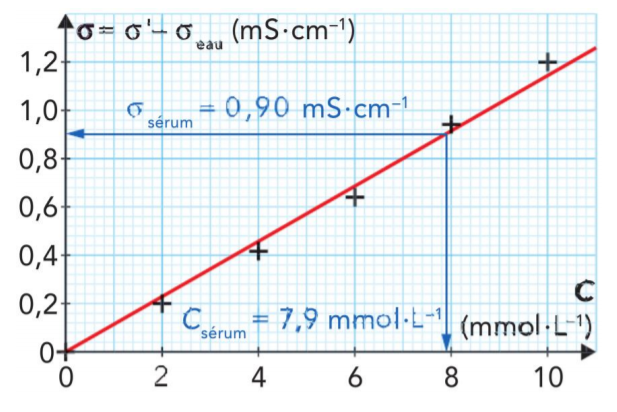 σ = σ' − σeau (mS·cm⁻¹)
1,2
1,0
σsérum = 0,90 mS·cm⁻¹
0,8
0,6
0,4
0,2
Csérum = 7,9 mmol·L⁻¹
C
(mmol·L⁻¹)
0
0 2 4 6 8 10